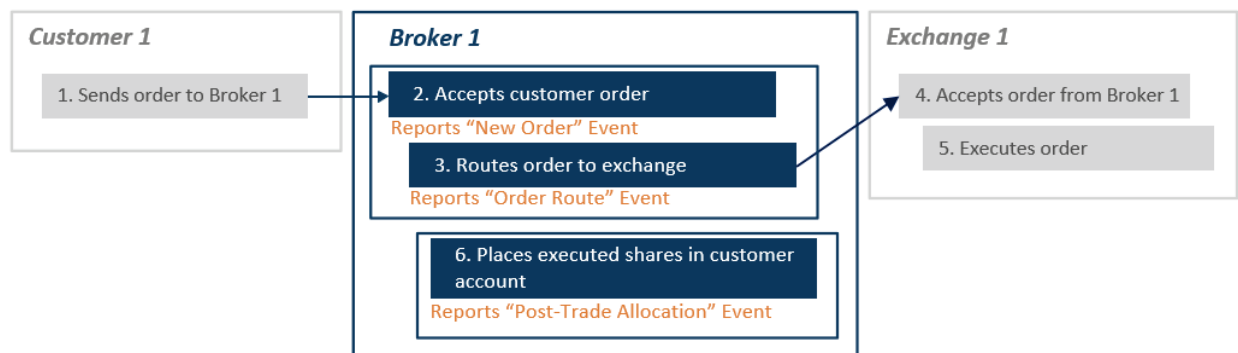 Customer 1
1. Sends order to Broker 1
Broker 1
2. Accepts customer order
Reports “New Order” Event
3. Routes order to exchange
Reports “Order Route” Event
6. Places executed shares in customer
account
Reports “Post-Trade Allocation” Event
Exchange 1
4. Accepts order from Broker 1
5. Executes order